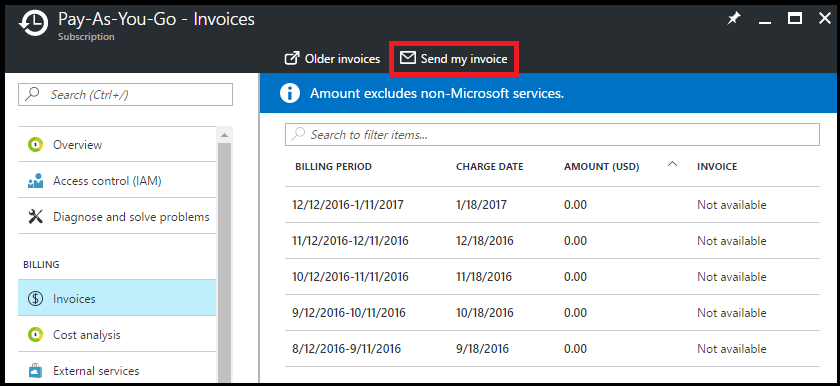 Pay-As-You-Go - Invoices
Subscription
Older invoices Send my invoice
Search (Ctrl+/)
Overview
Access control (IAM)
Diagnose and solve problems
BILLING
Invoices
Cost analysis
External services
Amount excludes non-Microsoft services.
Search to filter items...
BILLING PERIOD CHARGE DATE AMOUNT (USD) INVOICE
12/12/2016-1/11/2017 1/18/2017 0.00 Not available
11/12/2016-12/11/2016 12/18/2016 0.00 Not available
10/12/2016-11/11/2016 11/18/2016 0.00 Not available
9/12/2016-10/11/2016 10/18/2016 0.00 Not available
8/12/2016-9/11/2016 9/18/2016 0.00 Not available